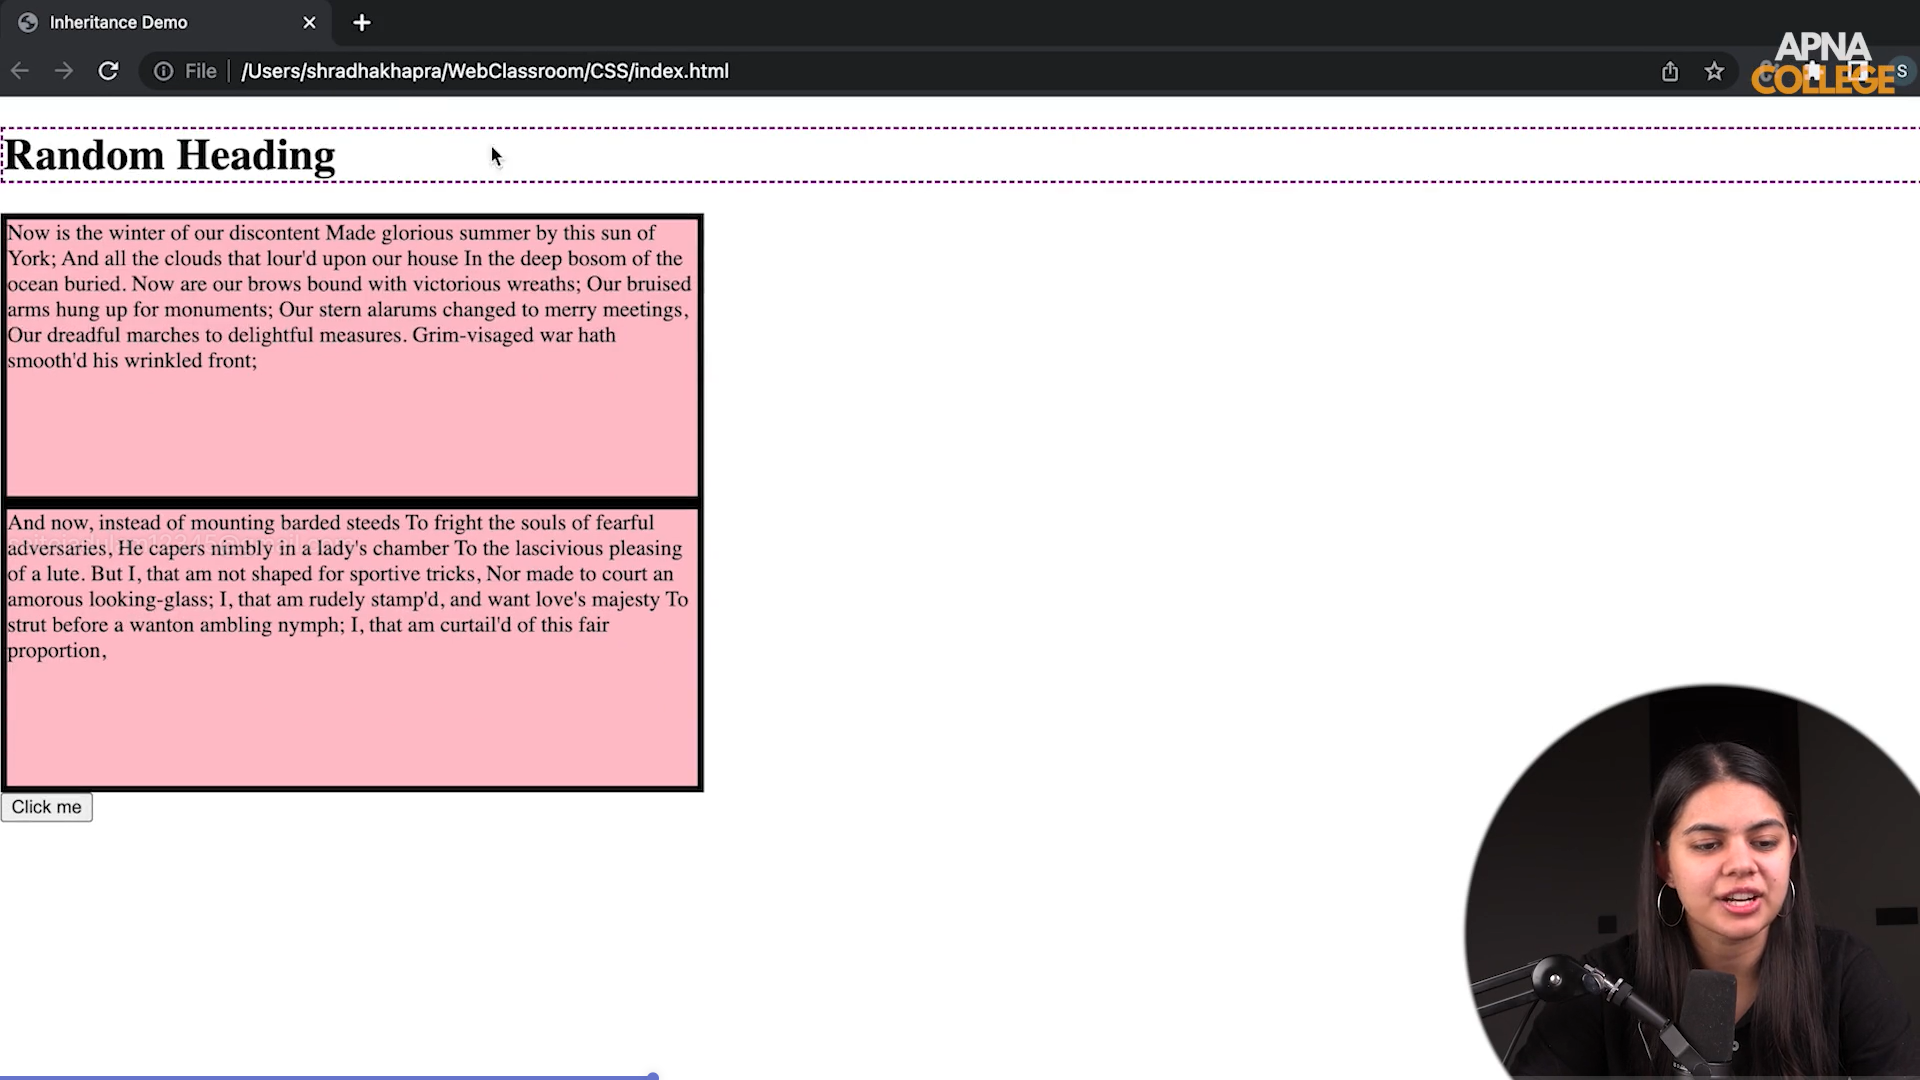 Inheritance Demo
File
/Users/shradhakhapra/WebClassroom/CSS/index.html
APNA
COLLEGE
S
Random Heading
Now is the winter of our discontent Made glorious summer by this sun of
York; And all the clouds that lour'd upon our house In the deep bosom of the
ocean buried. Now are our brows bound with victorious wreaths; Our bruised
arms hung up for monuments; Our stern alarums changed to merry meetings,
Our dreadful marches to delightful measures. Grim-visaged war hath
smooth'd his wrinkled front;
And now, instead of mounting barded steeds To fright the souls of fearful
adversaries, He capers nimbly in a lady's chamber To the lascivious pleasing
of a lute. But I, that am not shaped for sportive tricks, Nor made to court an
amorous looking-glass; I, that am rudely stamp'd, and want love's majesty To
strut before a wanton ambling nymph; I, that am curtail'd of this fair
proportion,
Click me